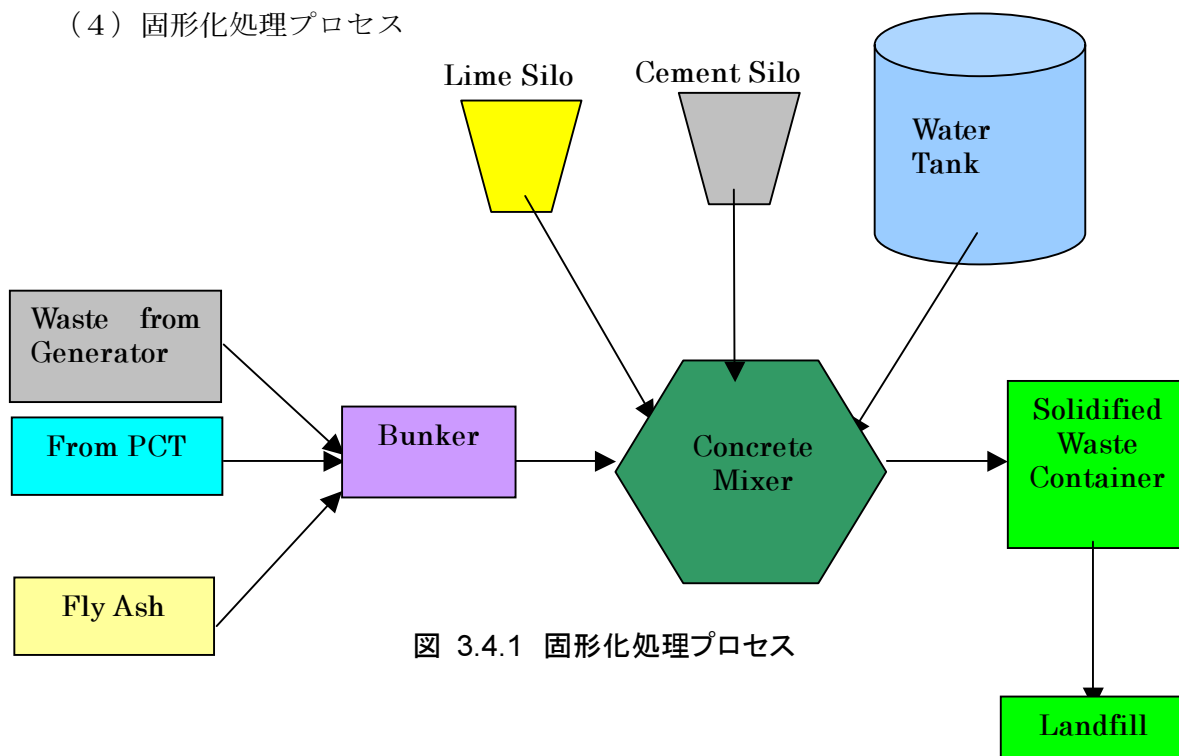 （４）固形化処理プロセス
Lime Silo
Cement Silo
Water
Tank
Waste from
Generator
From PCT
Bunker
Concrete
Mixer
Solidified
Waste
Container
Fly Ash
図 3.4.1 固形化処理プロセス
Landfill